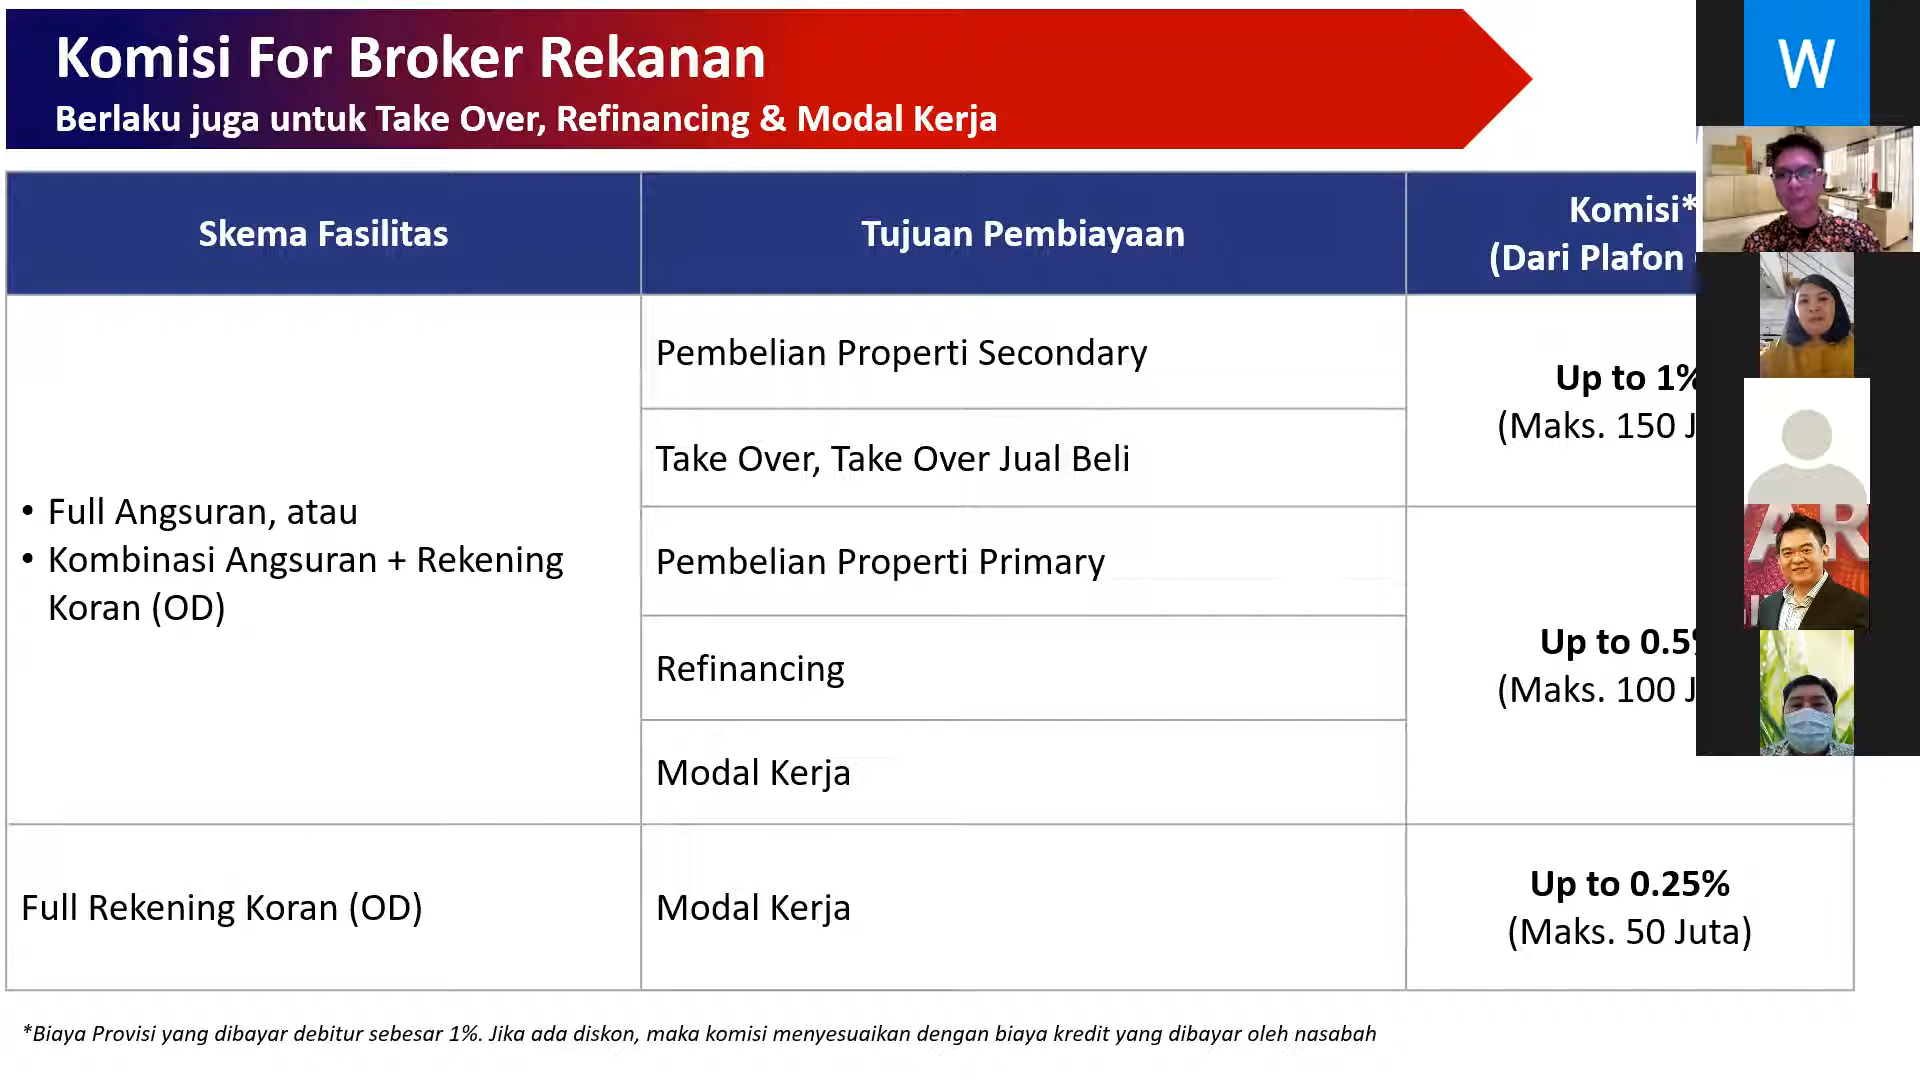 Komisi For Broker Rekanan
Berlaku juga untuk Take Over, Refinancing & Modal Kerja
Skema Fasilitas
Tujuan Pembiayaan
Komisi*
(Dari Plafon
• Full Angsuran, atau
• Kombinasi Angsuran + Rekening
Koran (OD)
Pembelian Properti Secondary
Take Over, Take Over Jual Beli
Up to 1%
(Maks. 150 J
Pembelian Properti Primary
Refinancing
Modal Kerja
Up to 0.5%
(Maks. 100 J
Full Rekening Koran (OD)
Modal Kerja
Up to 0.25%
(Maks. 50 Juta)
*Biaya Provisi yang dibayar debitur sebesar 1%. Jika ada diskon, maka komisi menyesuaikan dengan biaya kredit yang dibayar oleh nasabah
W
AR